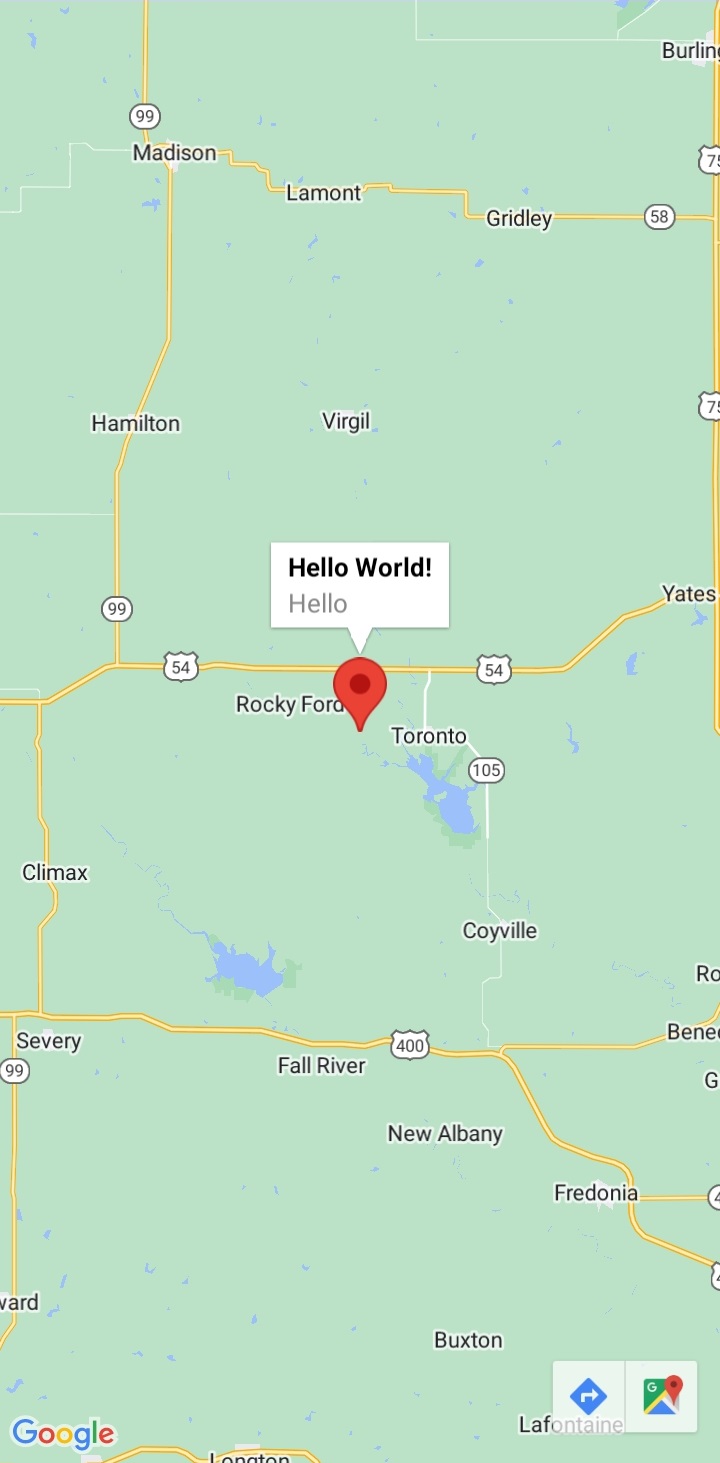 Burling
99
Madison
75
Lamont
Gridley
58
75
Hamilton
Virgil
Hello World!
Hello
Yates
99
54
54
Rocky Ford
Toronto
105
Climax
Coyville
Ro
Severy
Bene
400
99
Fall River
G
New Albany
Fredonia
4
4
ward
Buxton
G
Lafontaine
Google
Longton